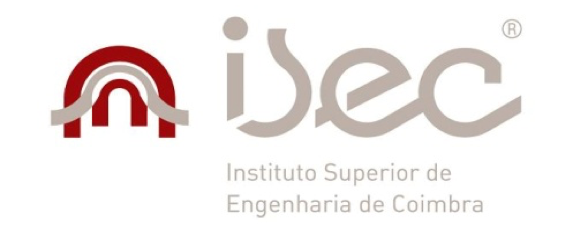 isec®
Instituto Superior de
Engenharia de Coimbra